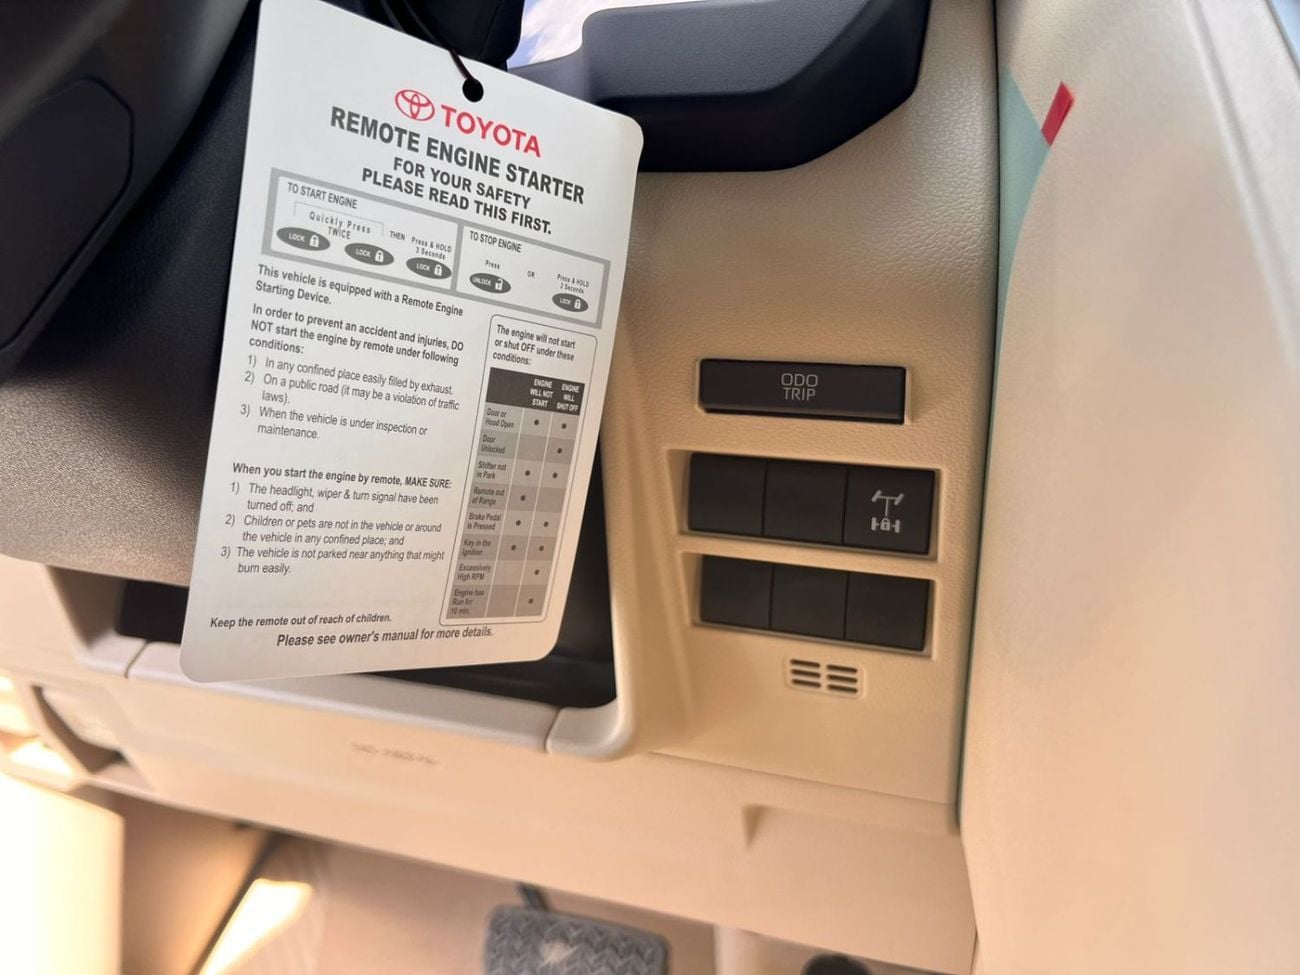 TOYOTA
REMOTE ENGINE STARTER
FOR YOUR SAFETY
PLEASE READ THIS FIRST.
TO START ENGINE
Quickly Press
TWICE
THEN
Press & HOLD
3 Seconds
LOCK
LOCK
LOCK
TO STOP ENGINE
Press
OR
Press & HOLD
2 Seconds
UNLOCK
LOCK
This vehicle is equipped with a Remote Engine
Starting Device.
In order to prevent an accident and injuries, DO
NOT start the engine by remote under following
conditions:
1) In any confined place easily filled by exhaust.
2) On a public road (it may be a violation of traffic
laws).
3) When the vehicle is under inspection or
maintenance.
When you start the engine by remote, MAKE SURE:
1) The headlight, wiper & turn signal have been
turned off; and
2) Children or pets are not in the vehicle or around
the vehicle in any confined place; and
3) The vehicle is not parked near anything that might
burn easily.
The engine will not start
or shut OFF under these
conditions:
ENGINE
WILL NOT
START
ENGINE
WILL
SHUT OFF
Door or
Hood Open
Door
Unlocked
Shifter not
in Park
Remote out
of Range
Brake Pedal
Is Pressed
Key in the
Ignition
Excessively
High RPM
Engine has
Run for
10 min.
Keep the remote out of reach of children.
Please see owner's manual for more details.
ODO
TRIP